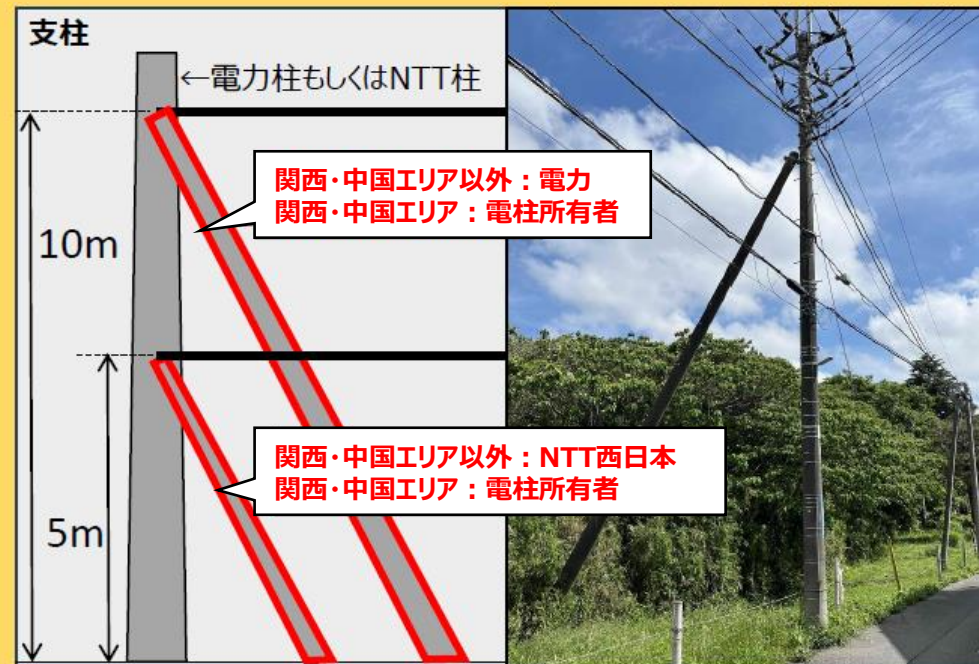 支柱
←電力柱もしくはNTT柱
関西・中国エリア以外：電力
関西・中国エリア：電柱所有者
10m
関西・中国エリア以外：NTT西日本
関西・中国エリア：電柱所有者
5m